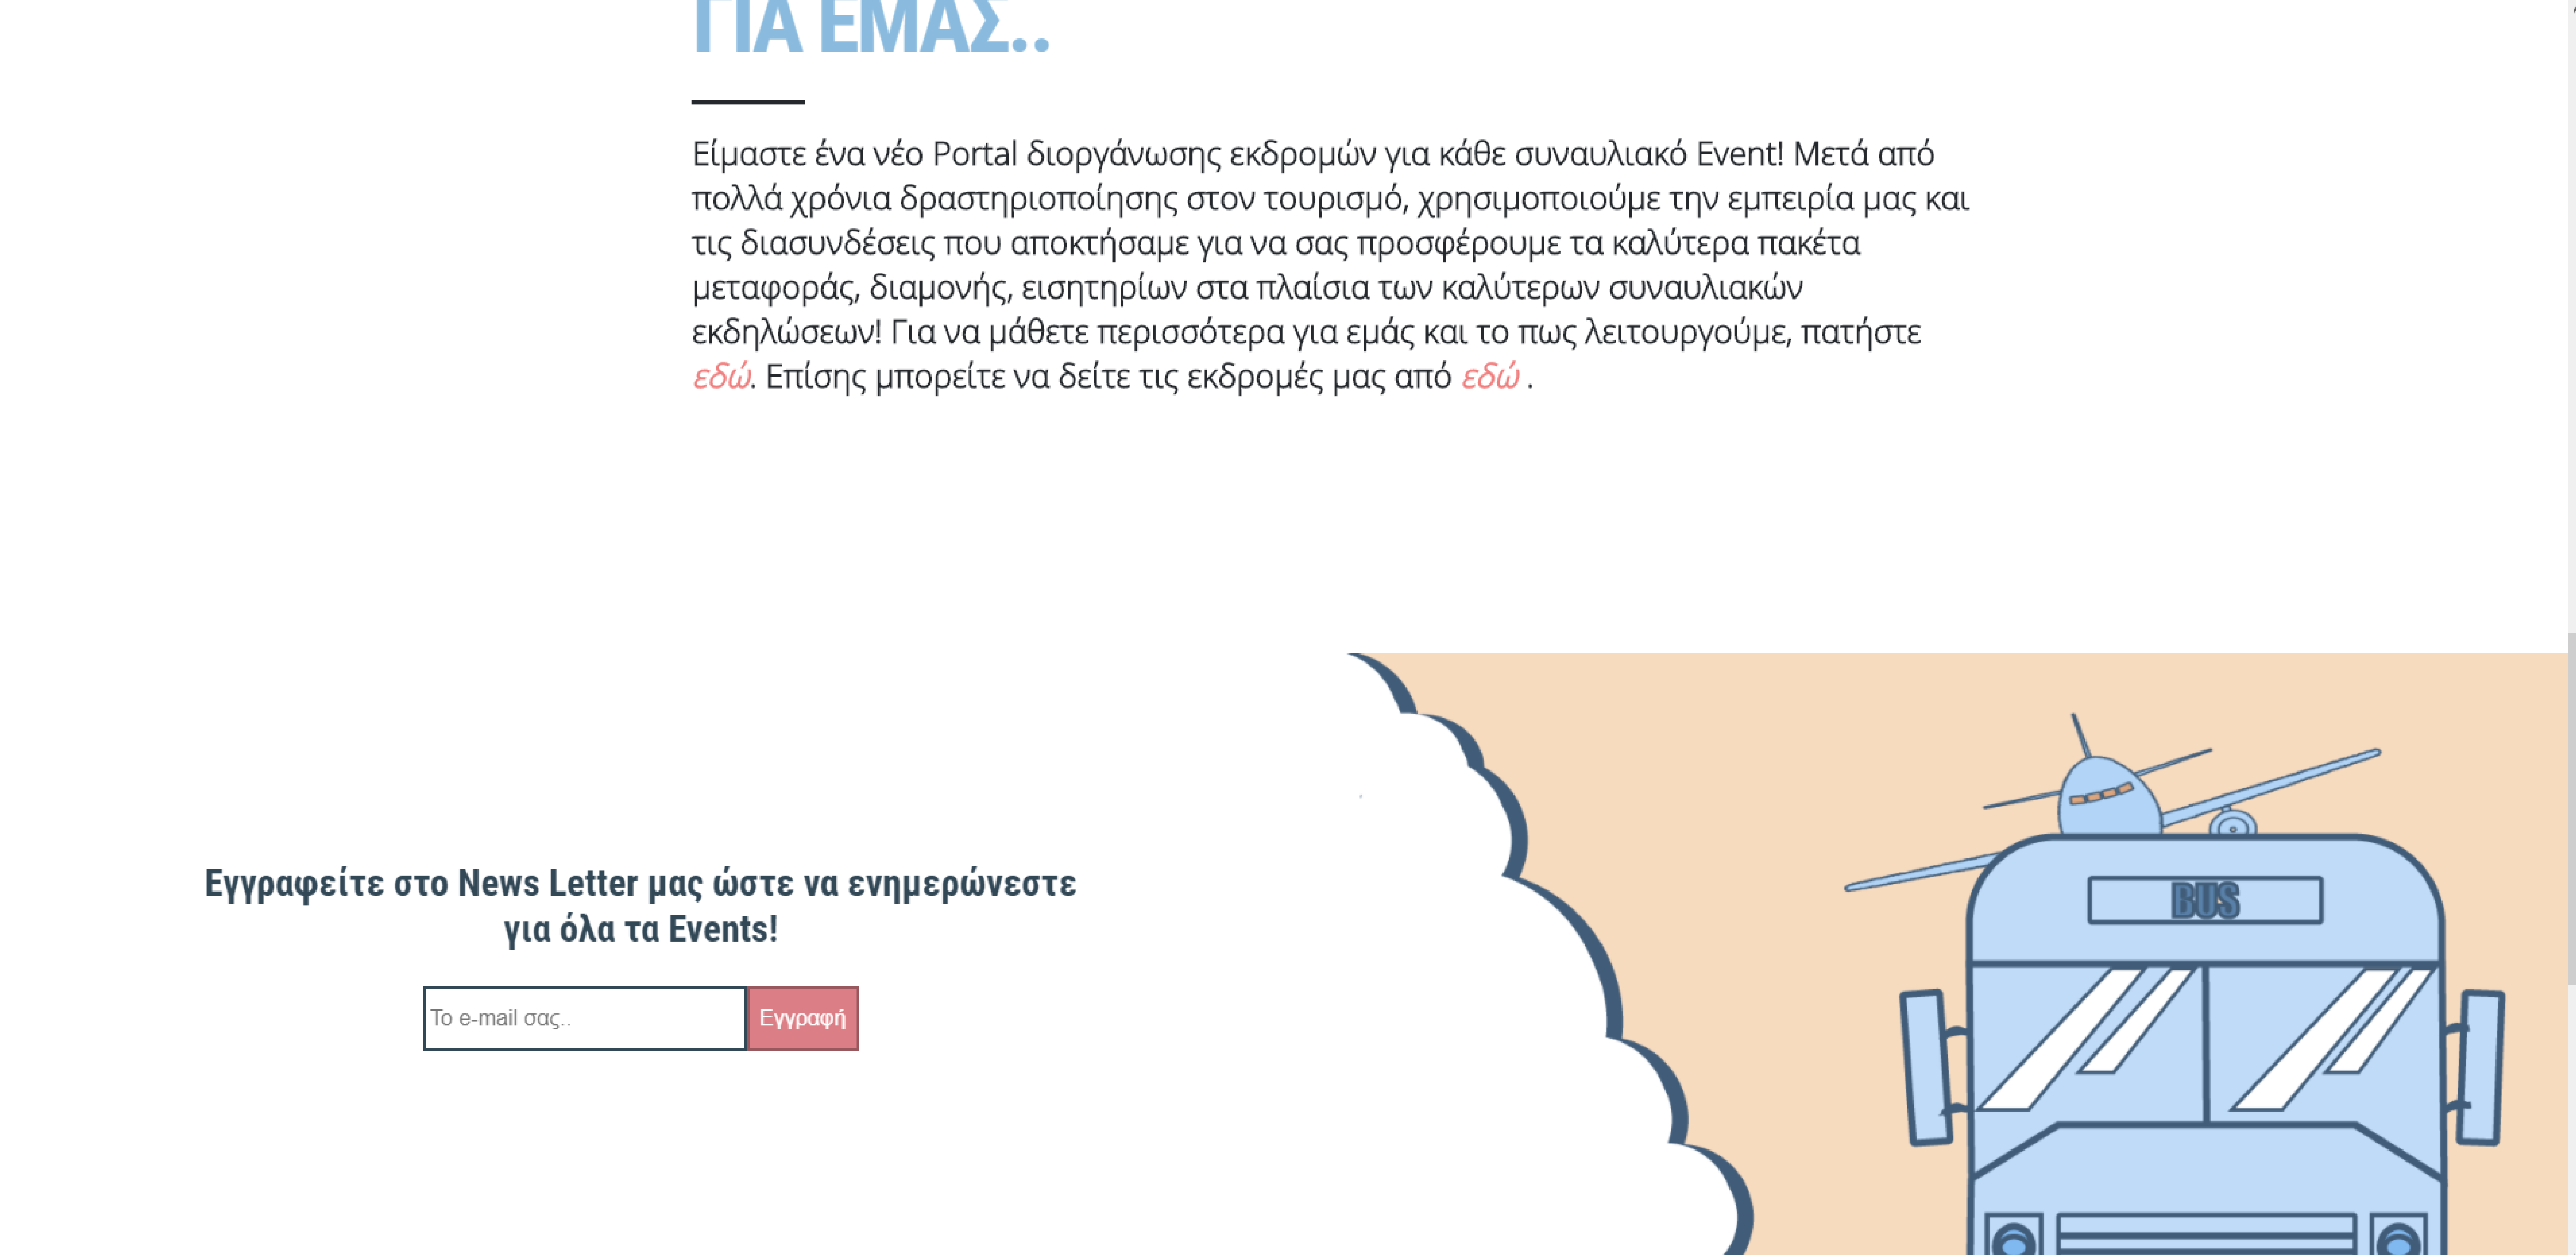 ΓΙΑ ΕΜΑΣ..
Είμαστε ένα νέο Portal διοργάνωσης εκδρομών για κάθε συναυλιακό Event! Μετά από
πολλά χρόνια δραστηριοποίησης στον τουρισμό, χρησιμοποιούμε την εμπειρία μας και
τις διασυνδέσεις που αποκτήσαμε για να σας προσφέρουμε τα καλύτερα πακέτα
μεταφοράς, διαμονής, εισητηρίων στα πλαίσια των καλύτερων συναυλιακών
εκδηλώσεων! Για να μάθετε περισσότερα για εμάς και το πως λειτουργούμε, πατήστε
εδώ. Επίσης μπορείτε να δείτε τις εκδρομές μας από εδώ .
BUS
Εγγραφείτε στο News Letter μας ώστε να ενημερώνεστε
για όλα τα Events!
Το e-mail σας..
Εγγραφή